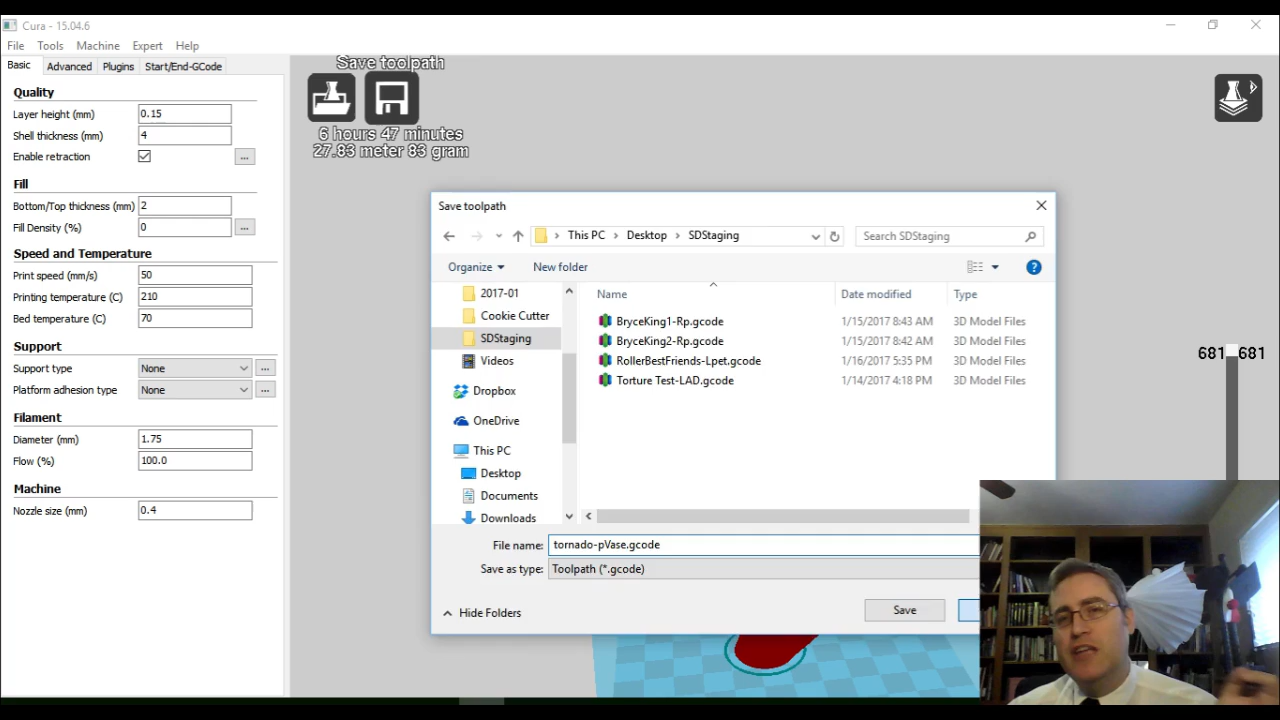 Cura - 15.04.6
File Tools Machine Expert Help
Basic Advanced Plugins Start/End-GCode
Quality
Layer height (mm) 0.15
Shell thickness (mm) 4
Enable retraction ...
Fill
Bottom/Top thickness (mm) 2
Fill Density (%) 0 ...
Speed and Temperature
Print speed (mm/s) 50
Printing temperature (C) 210
Bed temperature (C) 70
Support
Support type None ...
Platform adhesion type None ...
Filament
Diameter (mm) 1.75
Flow (%) 100.0
Machine
Nozzle size (mm) 0.4
Save toolpath
6 hours 47 minutes
27.83 meter 83 gram
Save toolpath
This PC Desktop SDStaging Search SDStaging
Organize New folder
2017-01
Cookie Cutter
SDStaging
Videos
Dropbox
OneDrive
This PC
Desktop
Documents
Downloads
Name Date modified Type
BryceKing1-Rp.gcode 1/15/2017 8:43 AM 3D Model Files
BryceKing2-Rp.gcode 1/15/2017 8:42 AM 3D Model Files
RollerBestFriends-Lpet.gcode 1/16/2017 5:35 PM 3D Model Files
Torture Test-LAD.gcode 1/14/2017 4:18 PM 3D Model Files
File name: tornado-pVase.gcode
Save as type: Toolpath (*.gcode)
Hide Folders Save
681 681